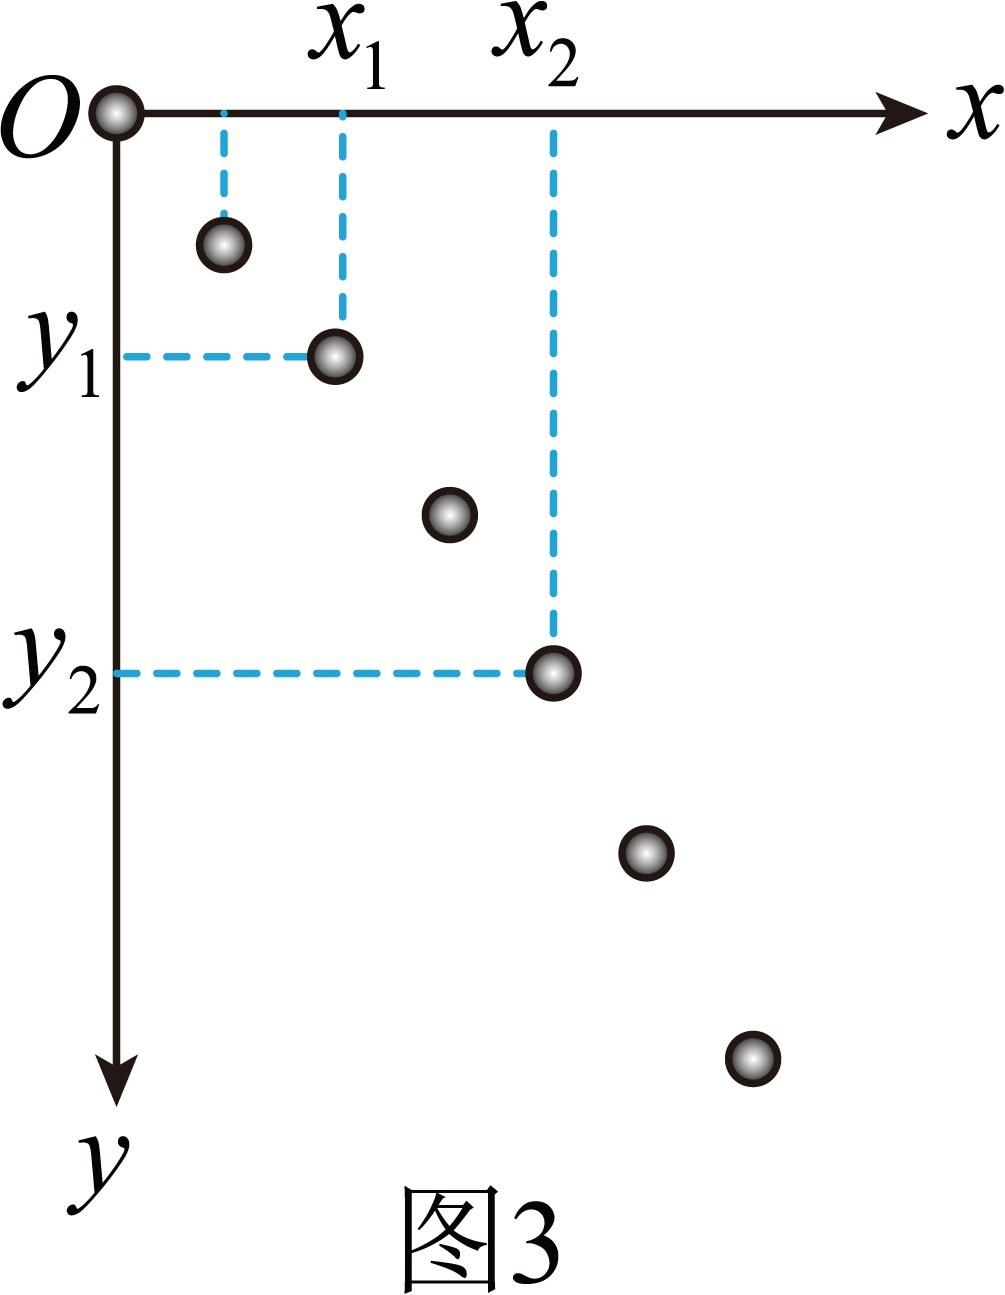 x₁ x₂
O x
y₁
y₂
y
图3